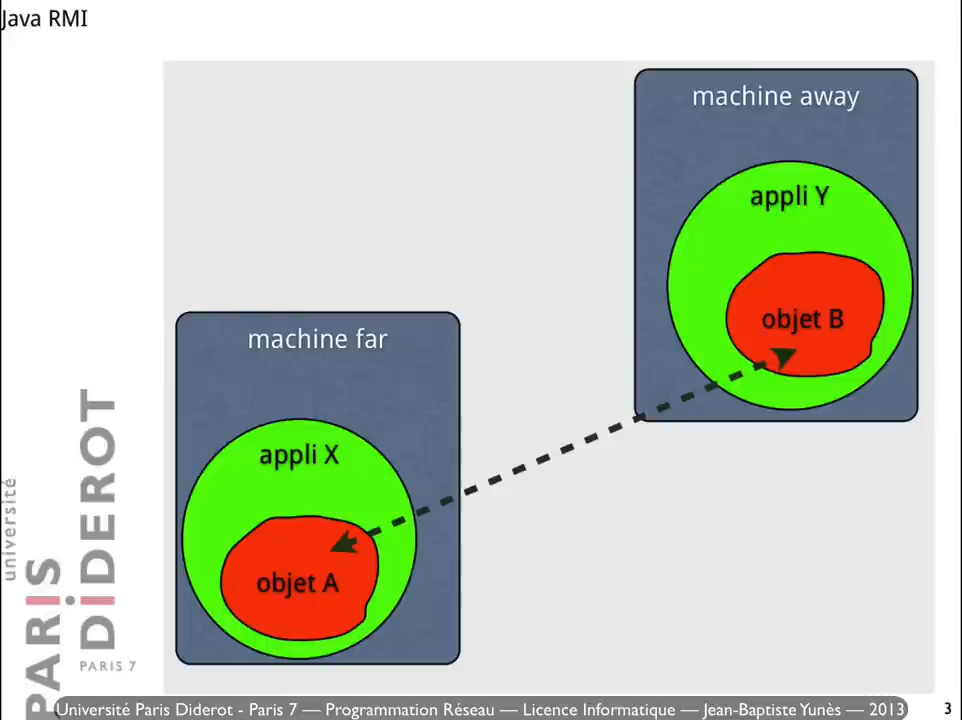 Java RMI
machine away
appli Y
objet B
machine far
appli X
objet A
université
PARIS
DiDEROT
PARIS 7
Université Paris Diderot - Paris 7 — Programmation Réseau — Licence Informatique — Jean-Baptiste Yunès — 2013
3